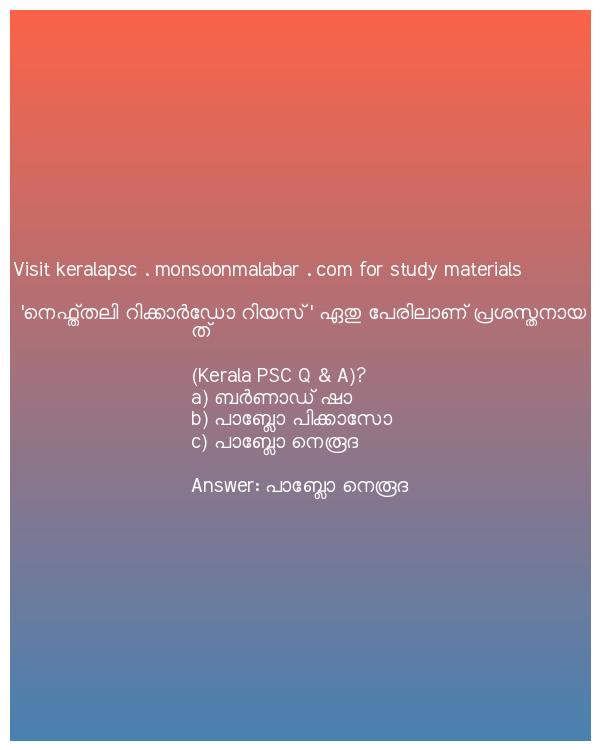 Visit keralapsc . monsoonmalabar . com for study materials
'നെഫ്ത്തലി റിക്കാർഡോ റിയസ് ' ഏതു പേരിലാണ് പ്രശസ്തനായ
ത്
(Kerala PSC Q & A)?
a) ബർണാഡ് ഷാ
b) പാബ്ലോ പിക്കാസോ
c) പാബ്ലോ നെരൂദ
Answer: പാബ്ലോ നെരൂദ